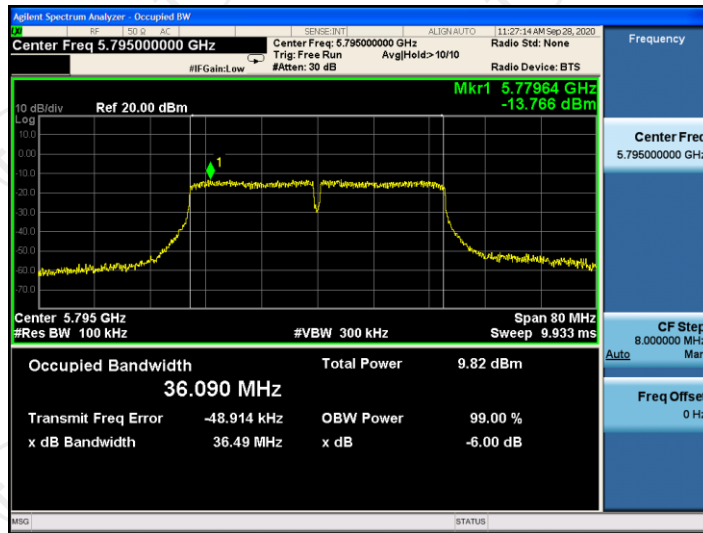 Agilent Spectrum Analyzer - Occupied BW
RF 50 Ω AC SENSE:INT ALIGN AUTO 11:27:14 AM Sep 28, 2020
Center Freq 5.795000000 GHz Center Freq: 5.795000000 GHz Radio Std: None
Trig: Free Run Avg|Hold:>10/10
#IFGain:Low #Atten: 30 dB Radio Device: BTS
Frequency
Mkr1 5.77964 GHz
-13.766 dBm
10 dB/div Ref 20.00 dBm
Log
10.0
0.00
-10.0
-20.0
-30.0
-40.0
-50.0
-60.0
-70.0
1
Center 5.795 GHz Span 80 MHz
#Res BW 100 kHz #VBW 300 kHz Sweep 9.933 ms
Occupied Bandwidth Total Power 9.82 dBm
36.090 MHz
Transmit Freq Error -48.914 kHz OBW Power 99.00 %
x dB Bandwidth 36.49 MHz x dB -6.00 dB
Center Freq
5.795000000 GHz
CF Step
8.000000 MHz
Auto Man
Freq Offset
0 Hz
MSG STATUS